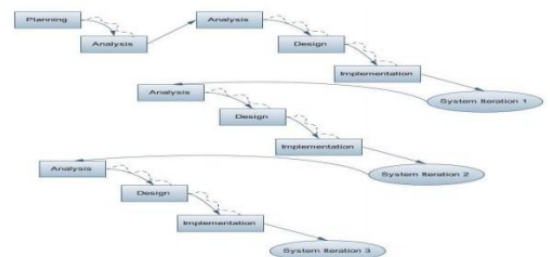 Planning
Analysis
Analysis
Design
Implementation
System Iteration 1
Analysis
Design
Implementation
System Iteration 2
Analysis
Design
Implementation
System Iteration 3